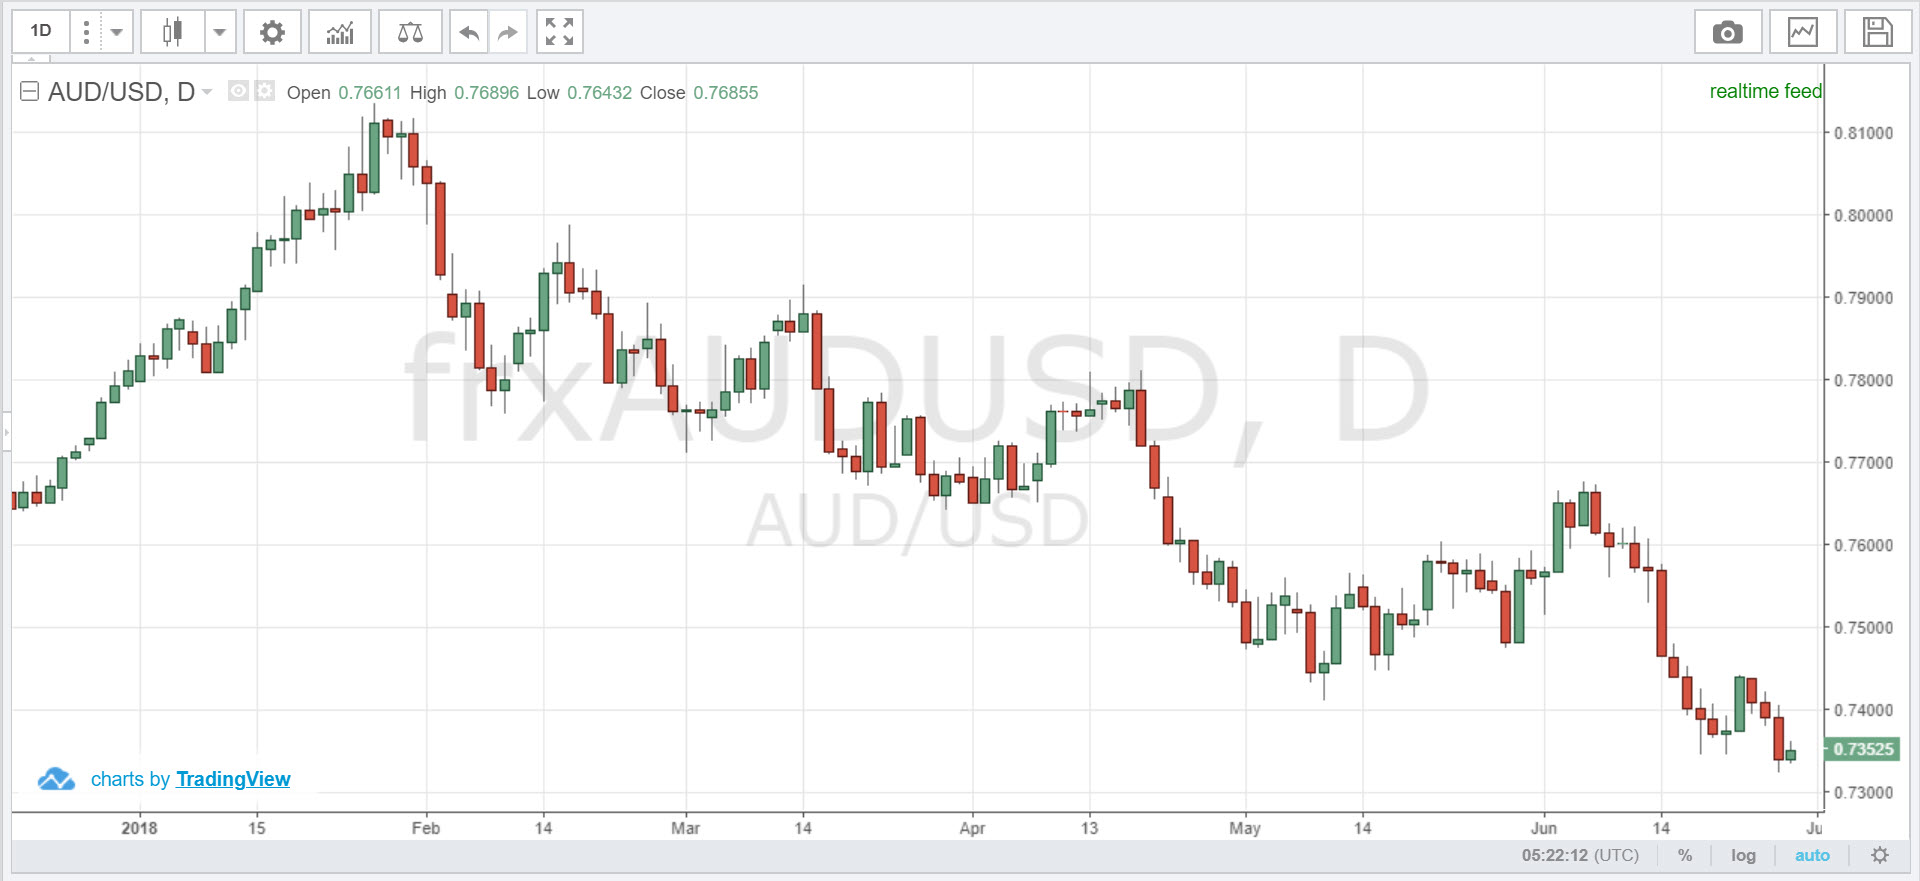 1D
AUD/USD, D Open 0.76611 High 0.76896 Low 0.76432 Close 0.76855
realtime feed
0.81000
0.80000
0.79000
0.78000
0.77000
0.76000
0.75000
0.74000
0.73525
0.73000
frxAUDUSD, D
AUD/USD
charts by TradingView
2018 15 Feb 14 Mar 14 Apr 13 May 14 Jun 14 Ju
05:22:12 (UTC) % log auto